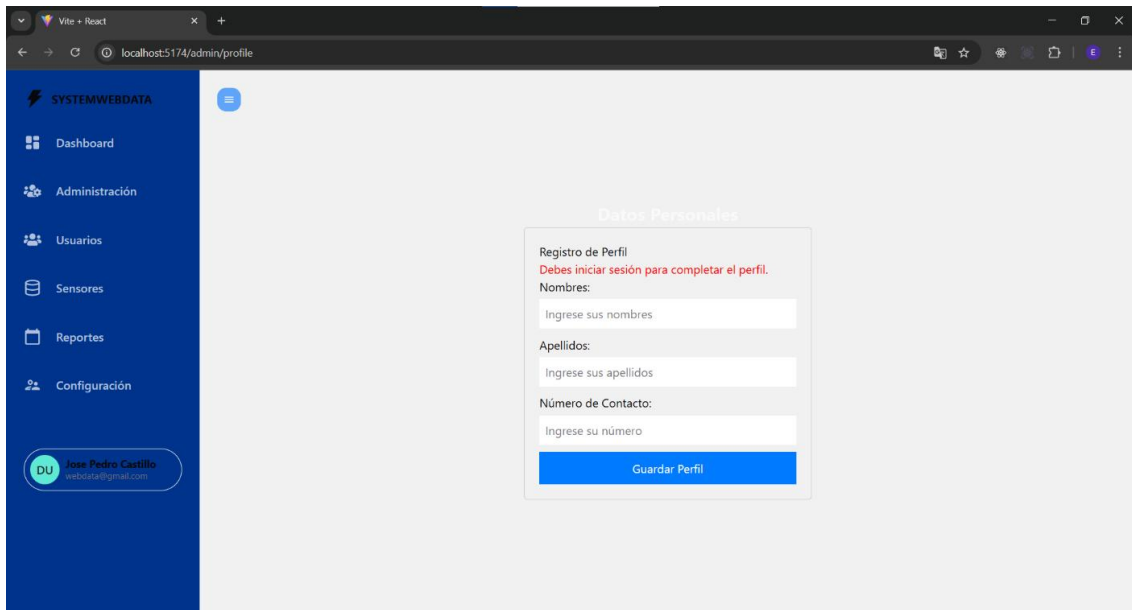 Vite + React
localhost:5174/admin/profile
E
SYSTEMWEBDATA
Dashboard
Administración
Usuarios
Sensores
Reportes
Configuración
DU
Jose Pedro Castillo
webdata@gmail.com
Datos Personales
Registro de Perfil
Debes iniciar sesión para completar el perfil.
Nombres:
Ingrese sus nombres
Apellidos:
Ingrese sus apellidos
Número de Contacto:
Ingrese su número
Guardar Perfil